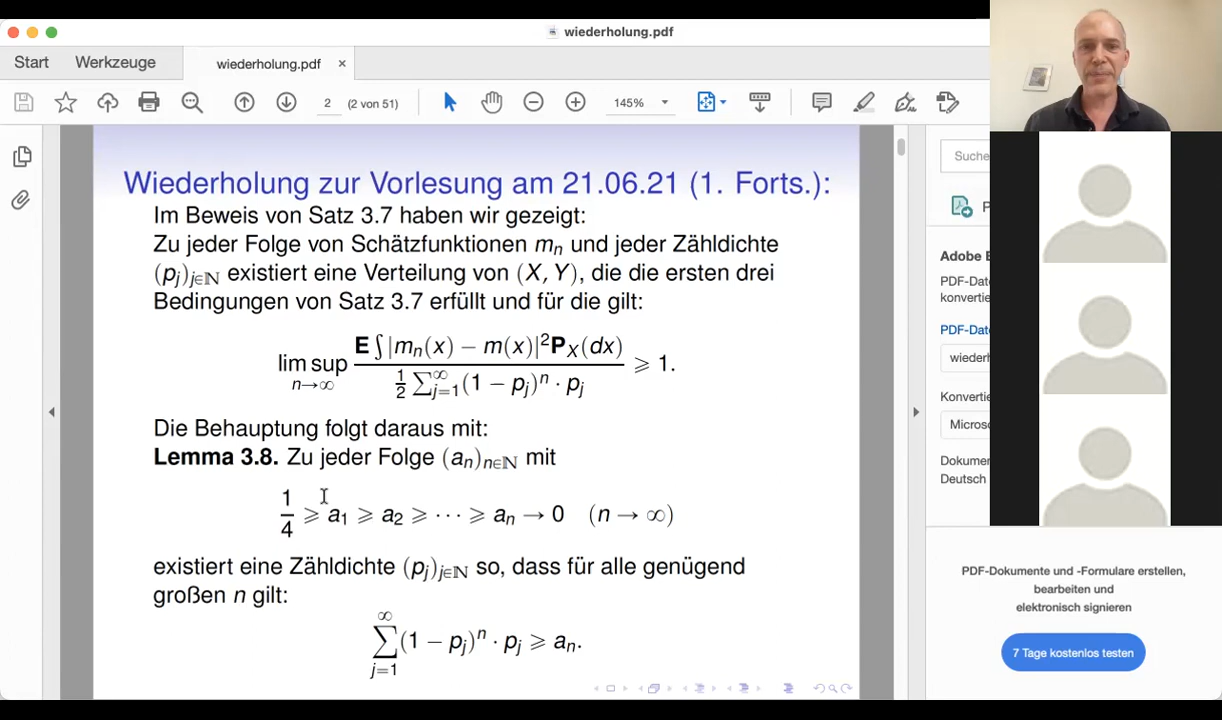 wiederholung.pdf
Start
Werkzeuge
wiederholung.pdf
×
2
(2 von 51)
145%
Wiederholung zur Vorlesung am 21.06.21 (1. Forts.):
Im Beweis von Satz 3.7 haben wir gezeigt:
Zu jeder Folge von Schätzfunktionen mₙ und jeder Zähldichte
(pⱼ)ⱼ∈ℕ existiert eine Verteilung von (X, Y), die die ersten drei
Bedingungen von Satz 3.7 erfüllt und für die gilt:
lim sup n→∞ E ∫ |mₙ(x) − m(x)|² P_X(dx) / (1/2 ∑_{j=1}^∞ (1 − pⱼ)ⁿ · pⱼ) ⩾ 1.
Die Behauptung folgt daraus mit:
Lemma 3.8. Zu jeder Folge (aₙ)ₙ∈ℕ mit
1/4 ⩾ a₁ ⩾ a₂ ⩾ ⋯ ⩾ aₙ → 0 (n → ∞)
existiert eine Zähldichte (pⱼ)ⱼ∈ℕ so, dass für alle genügend
großen n gilt:
∑_{j=1}^∞ (1 − pⱼ)ⁿ · pⱼ ⩾ aₙ.
Suche
Adobe
PDF-Date
konvertie
PDF-Date
wiederh
Konvertie
Micros
Dokumen
Deutsch
PDF-Dokumente und -Formulare erstellen,
bearbeiten und
elektronisch signieren
7 Tage kostenlos testen